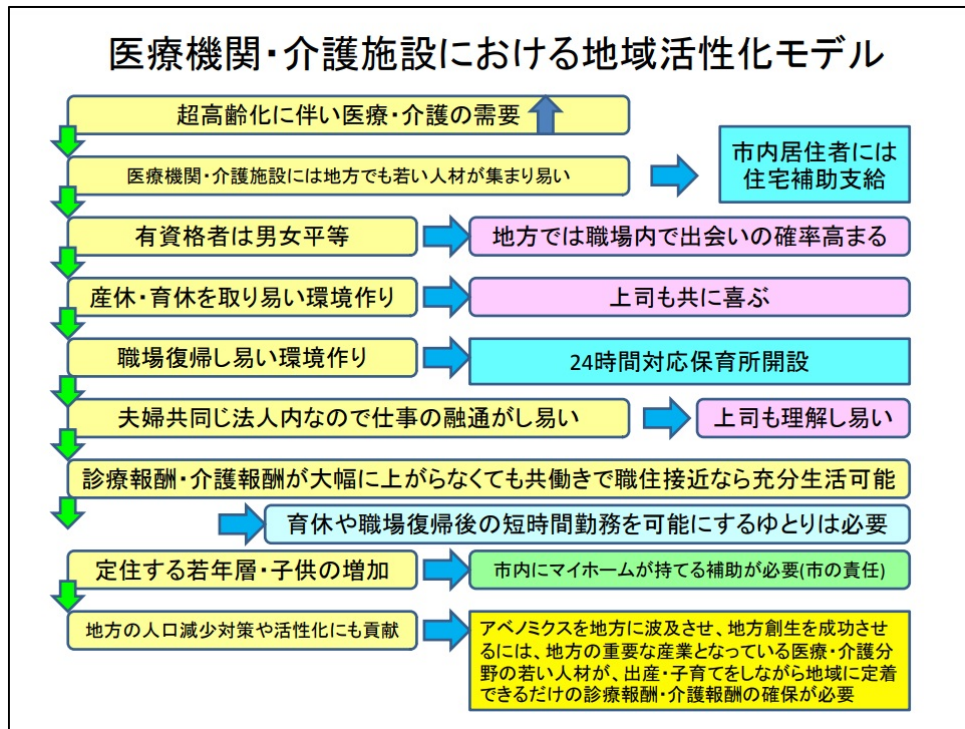 医療機関・介護施設における地域活性化モデル
超高齢化に伴い医療・介護の需要
医療機関・介護施設には地方でも若い人材が集まり易い
市内居住者には
住宅補助支給
有資格者は男女平等
地方では職場内で出会いの確率高まる
産休・育休を取り易い環境作り
上司も共に喜ぶ
職場復帰し易い環境作り
24時間対応保育所開設
夫婦共同じ法人内なので仕事の融通がし易い
上司も理解し易い
診療報酬・介護報酬が大幅に上がらなくても共働きで職住接近なら充分生活可能
育休や職場復帰後の短時間勤務を可能にするゆとりは必要
定住する若年層・子供の増加
市内にマイホームが持てる補助が必要(市の責任)
地方の人口減少対策や活性化にも貢献
アベノミクスを地方に波及させ、地方創生を成功させ
るには、地方の重要な産業となっている医療・介護分
野の若い人材が、出産・子育てをしながら地域に定着
できるだけの診療報酬・介護報酬の確保が必要